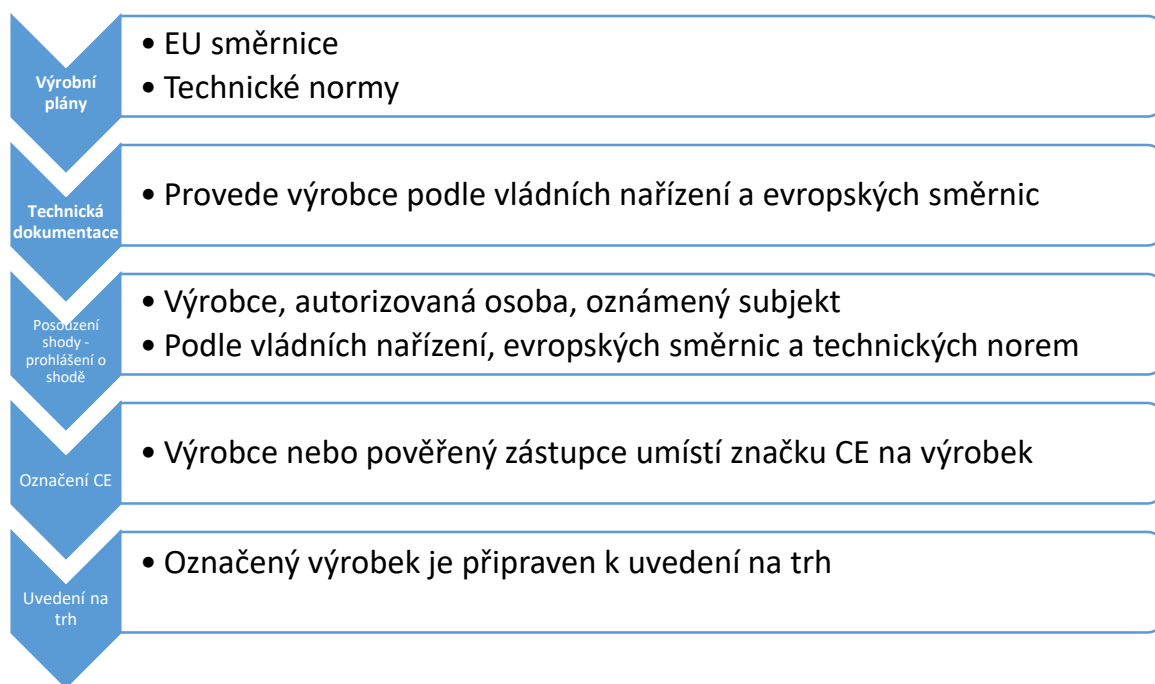 Výrobní
plány
• EU směrnice
• Technické normy
Technická
dokumentace
• Provede výrobce podle vládních nařízení a evropských směrnic
Posouzení
shody -
prohlášení o
shodě
• Výrobce, autorizovaná osoba, oznámený subjekt
• Podle vládních nařízení, evropských směrnic a technických norem
Označení CE
• Výrobce nebo pověřený zástupce umístí značku CE na výrobek
Uvedení na
trh
• Označený výrobek je připraven k uvedení na trh